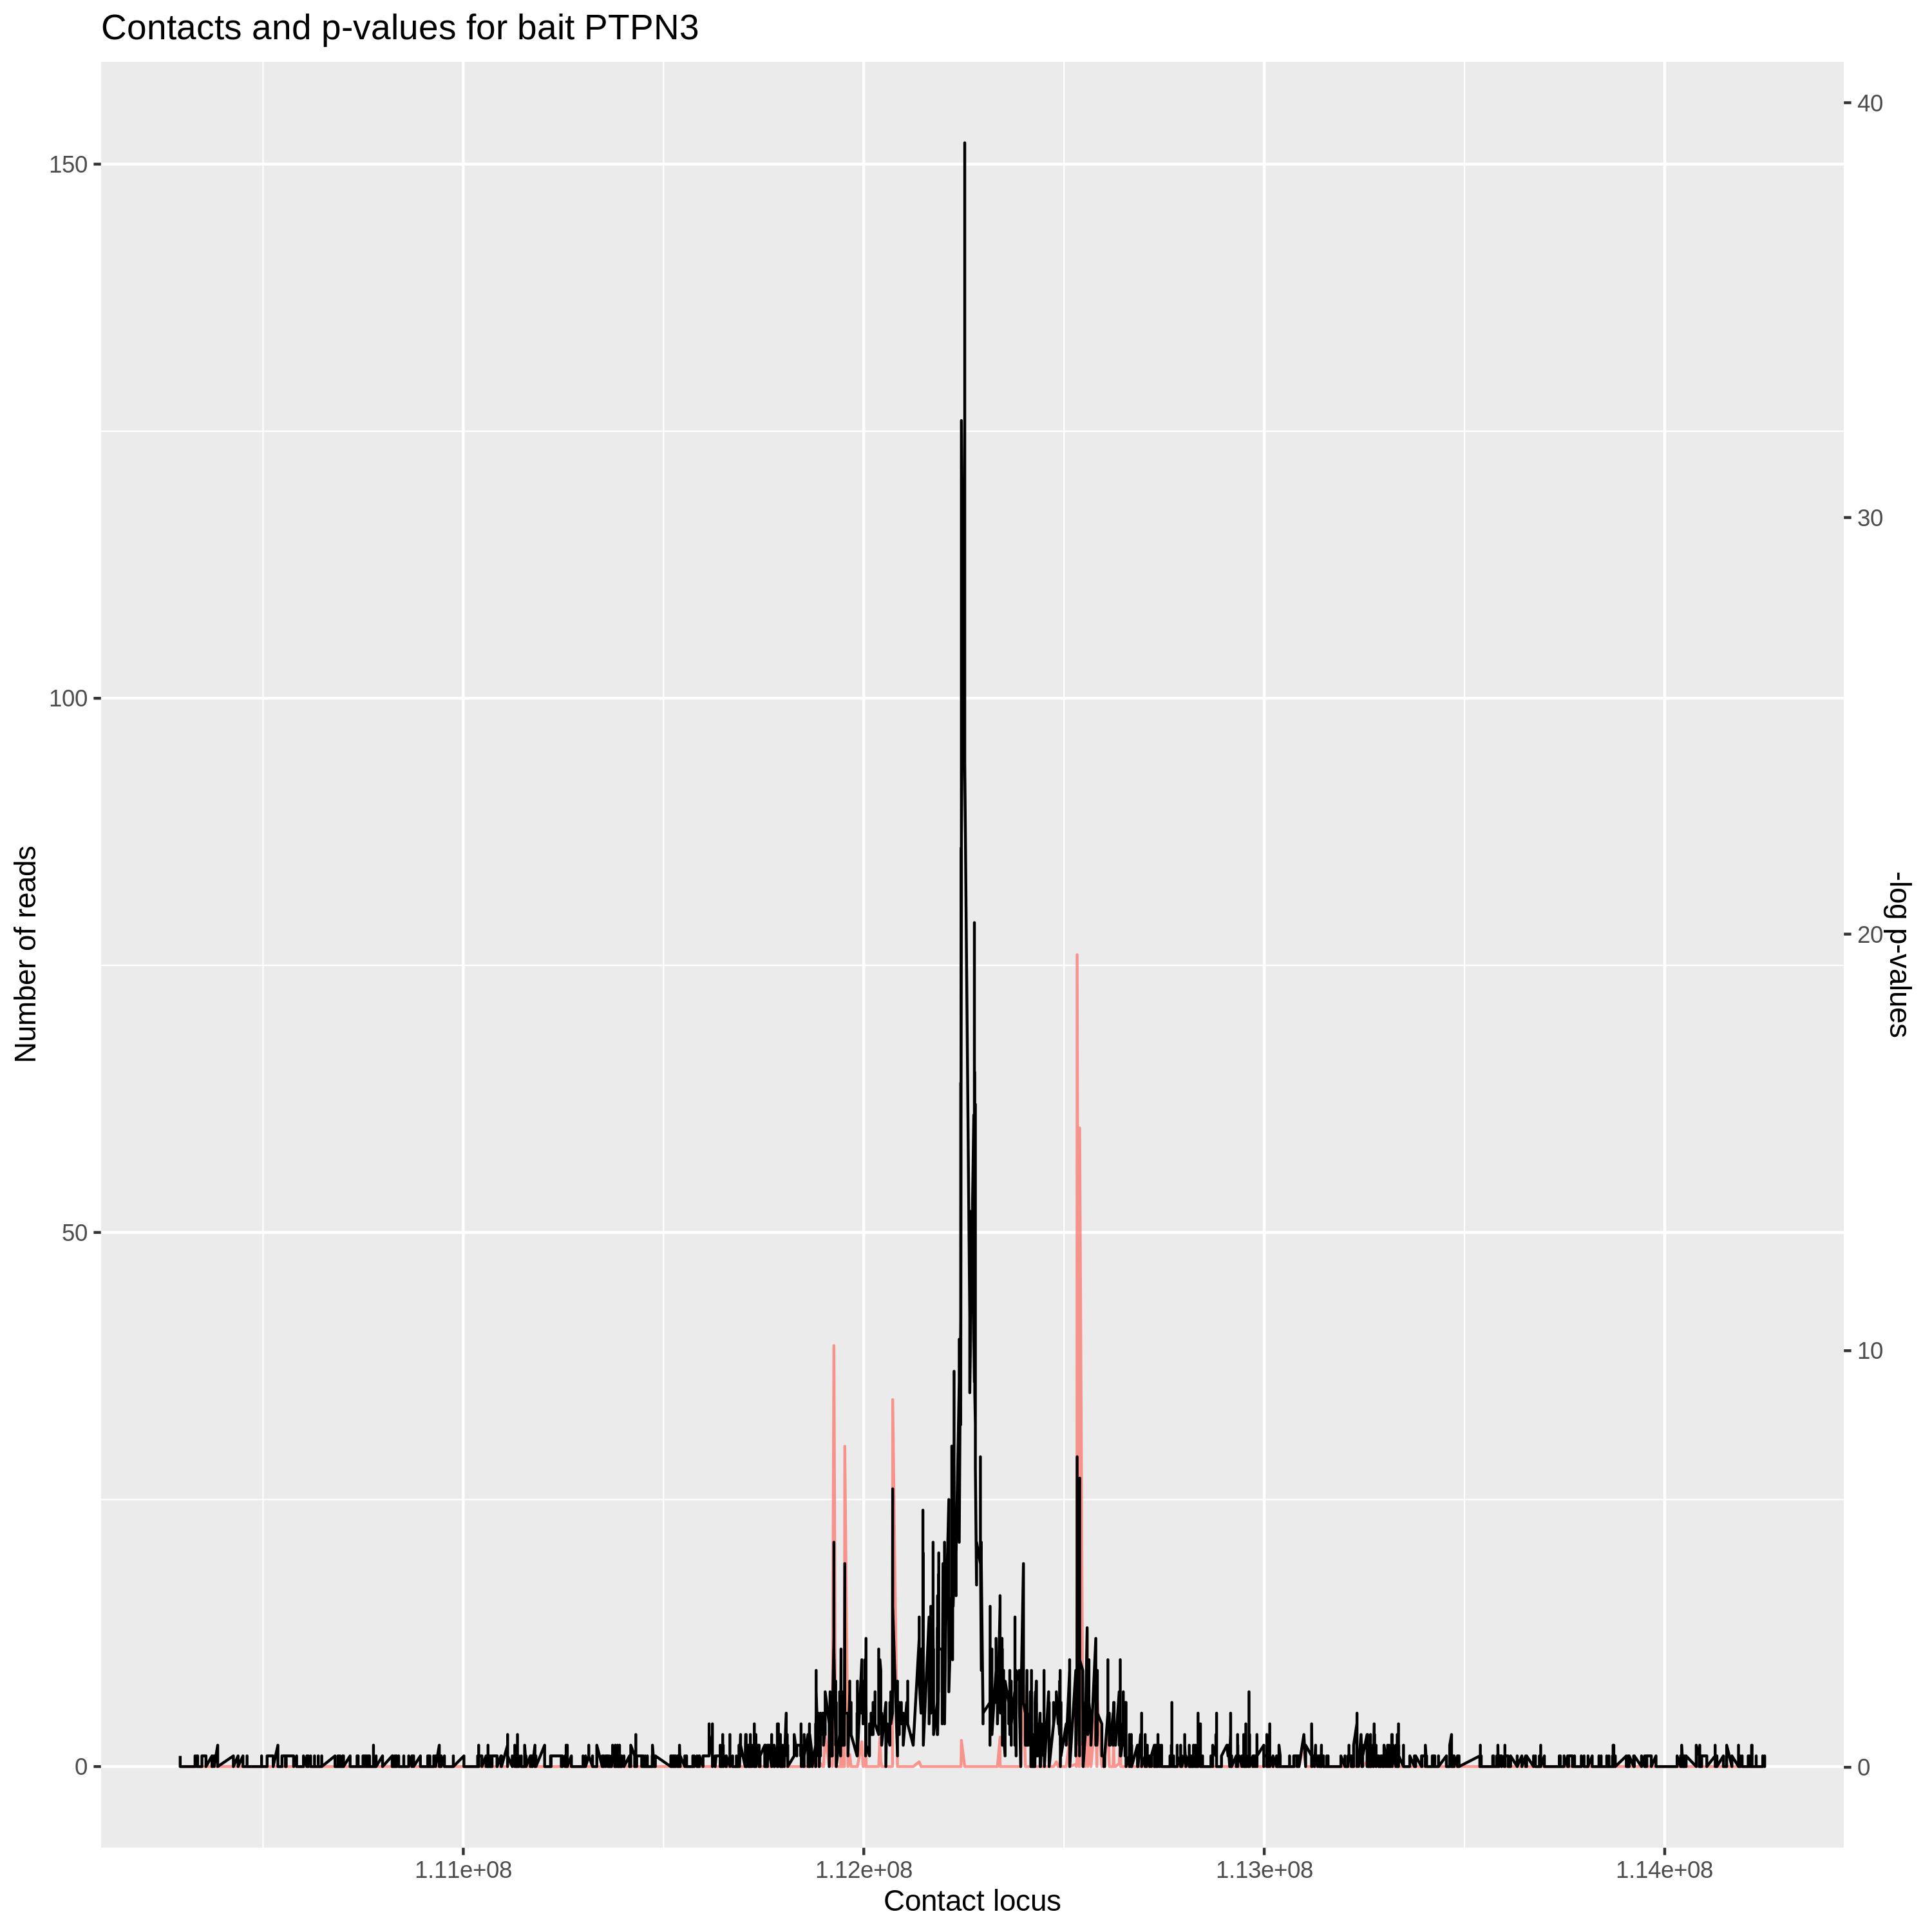 Contacts and p-values for bait PTPN3
150
100
50
0
Number of reads
40
30
20
10
0
-log p-values
1.11e+08
1.12e+08
1.13e+08
1.14e+08
Contact locus